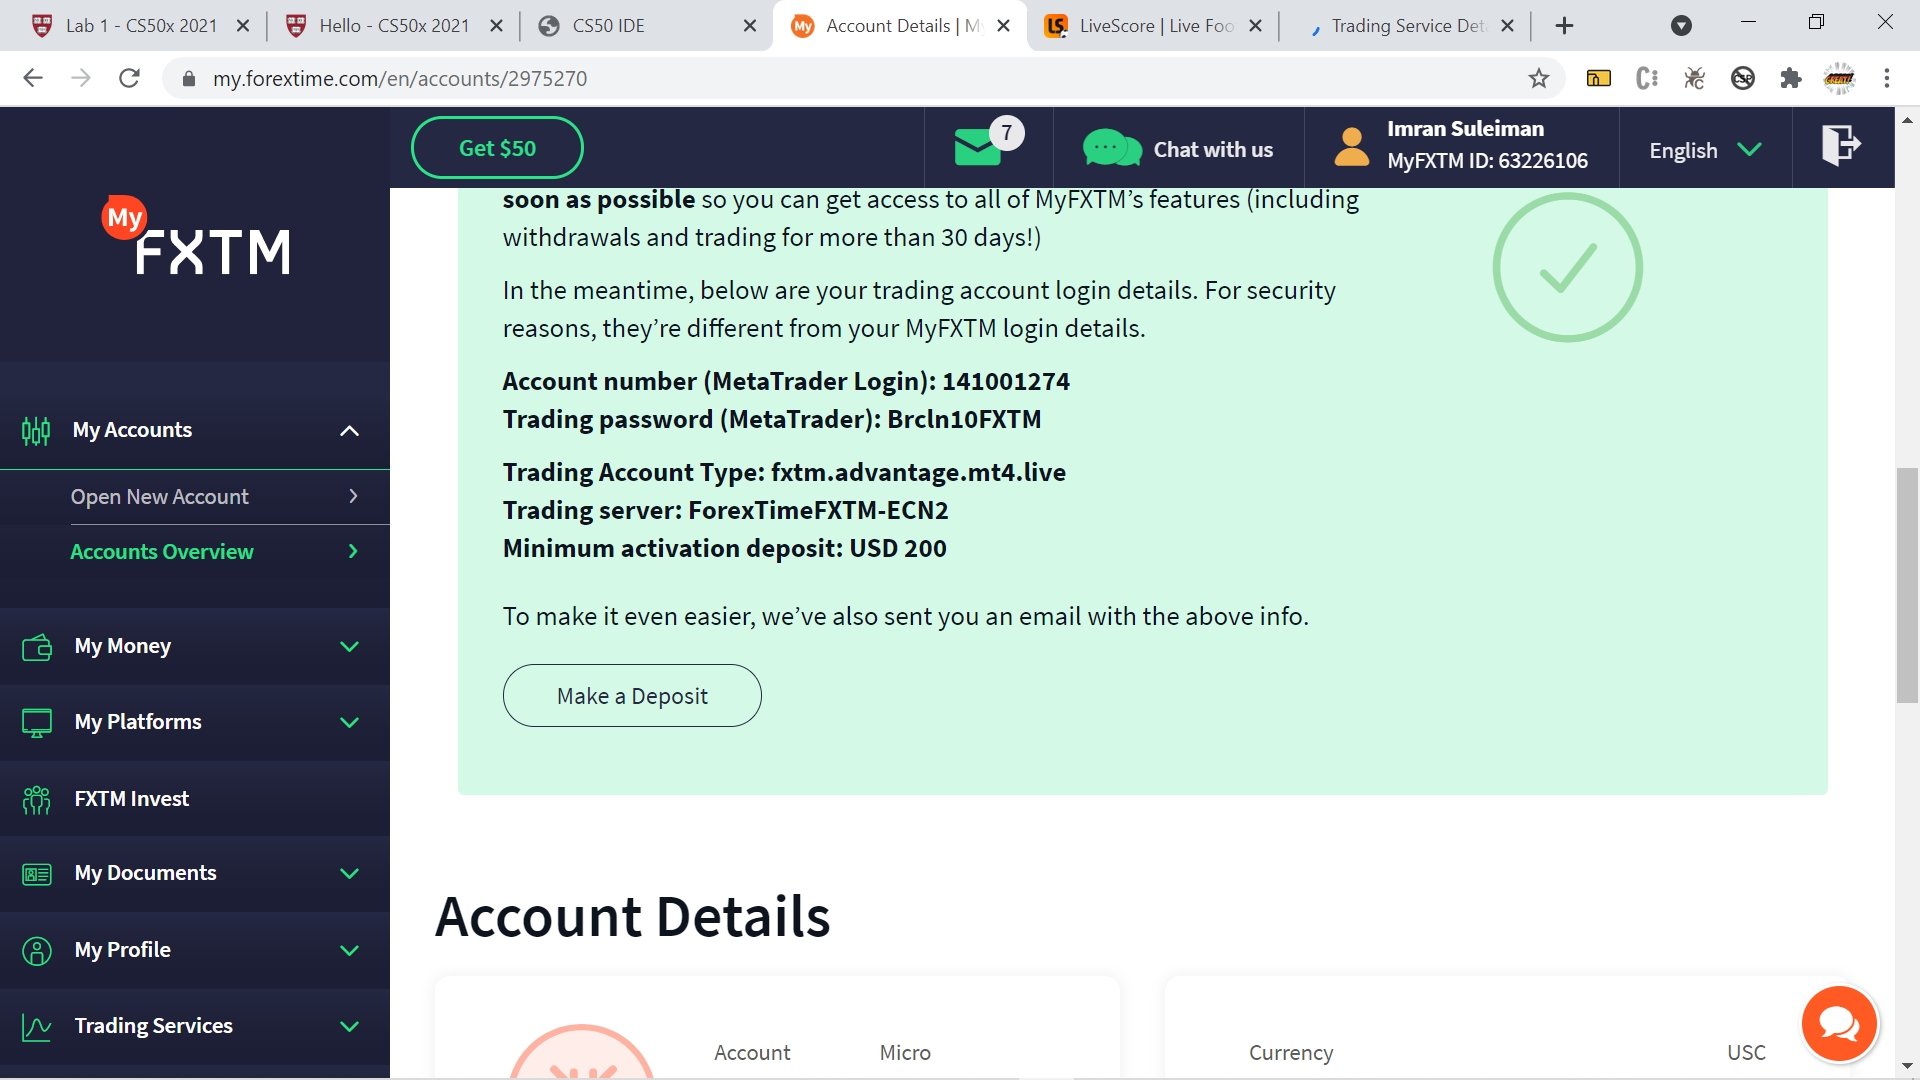 Lab 1 - CS50x 2021
Hello - CS50x 2021
CS50 IDE
My
Account Details | M
LS
LiveScore | Live Foo
Trading Service Det
my.forextime.com/en/accounts/2975270
CSP
GREAT!
Get $50
7
Chat with us
Imran Suleiman
MyFXTM ID: 63226106
English
My
FXTM
soon as possible so you can get access to all of MyFXTM’s features (including
withdrawals and trading for more than 30 days!)
In the meantime, below are your trading account login details. For security
reasons, they’re different from your MyFXTM login details.
Account number (MetaTrader Login): 141001274
Trading password (MetaTrader): Brcln10FXTM
Trading Account Type: fxtm.advantage.mt4.live
Trading server: ForexTimeFXTM-ECN2
Minimum activation deposit: USD 200
To make it even easier, we’ve also sent you an email with the above info.
Make a Deposit
My Accounts
Open New Account
Accounts Overview
My Money
My Platforms
FXTM Invest
My Documents
My Profile
Trading Services
Account Details
Account
Micro
Currency
USC